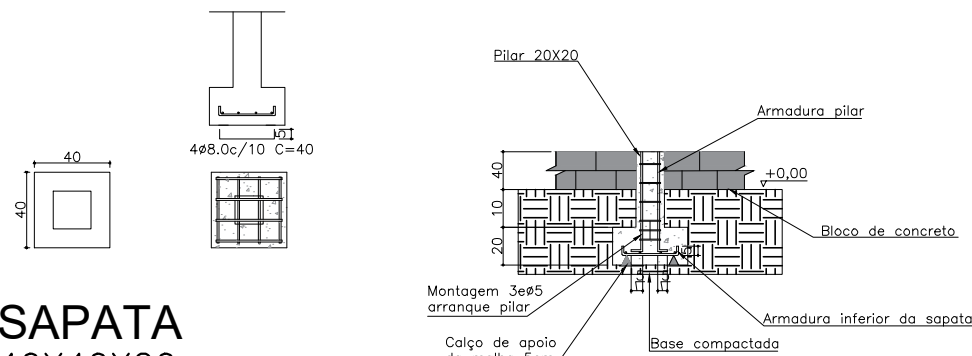 4ø8.0c/10 C=40
5
40
40
SAPATA
Pilar 20X20
Armadura pilar
40
10
20
+0,00
Bloco de concreto
Montagem 3eø5
arranque pilar
Armadura inferior da sapata
Calço de apoio
Base compactada